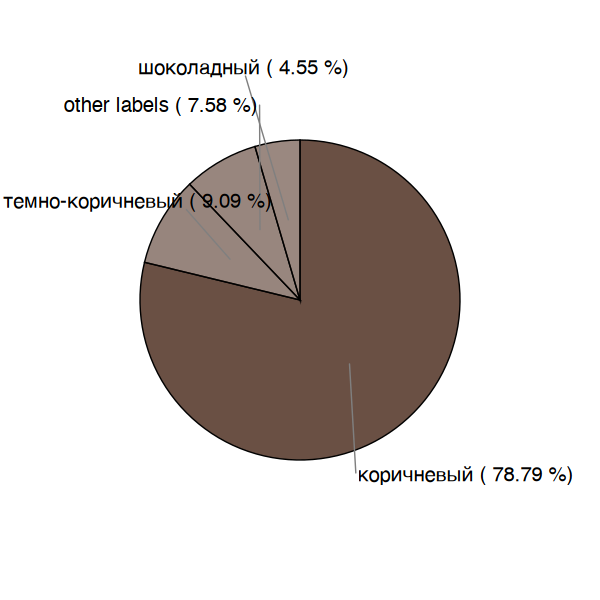 шоколадный ( 4.55 %)
other labels ( 7.58 %)
темно-коричневый ( 9.09 %)
коричневый ( 78.79 %)